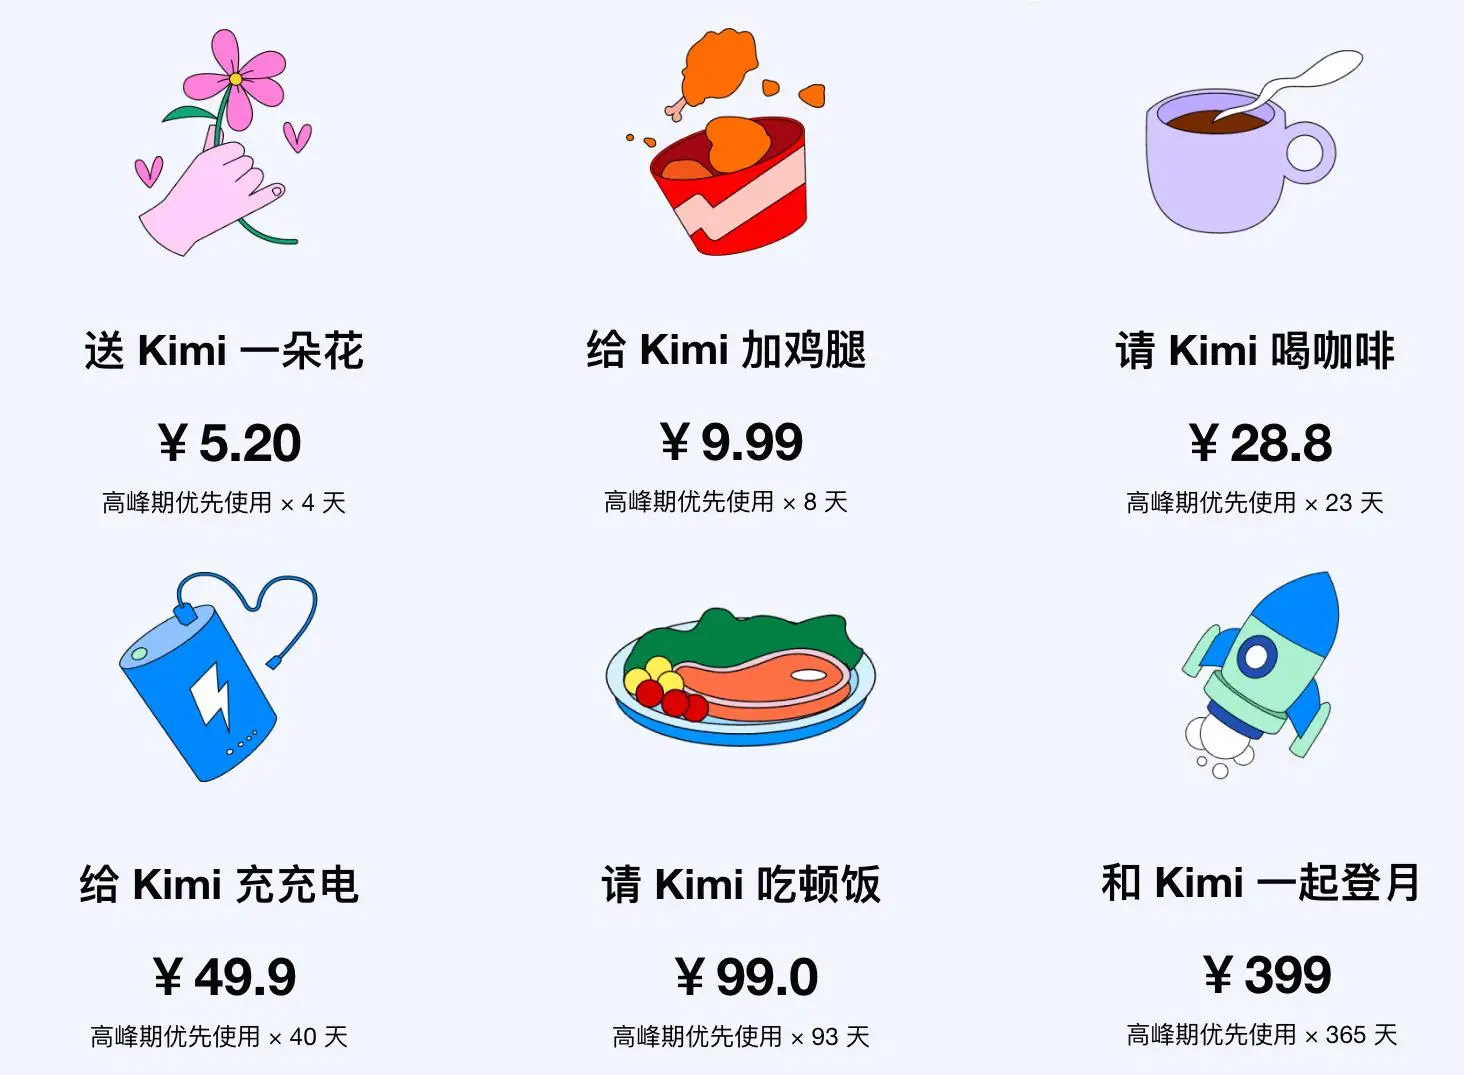 送 Kimi 一朵花
¥ 5.20
高峰期优先使用 × 4 天
给 Kimi 加鸡腿
¥ 9.99
高峰期优先使用 × 8 天
请 Kimi 喝咖啡
¥ 28.8
高峰期优先使用 × 23 天
给 Kimi 充充电
¥ 49.9
高峰期优先使用 × 40 天
请 Kimi 吃顿饭
¥ 99.0
高峰期优先使用 × 93 天
和 Kimi 一起登月
¥ 399
高峰期优先使用 × 365 天